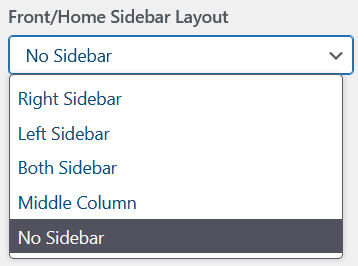 Front/Home Sidebar Layout
No Sidebar
Right Sidebar
Left Sidebar
Both Sidebar
Middle Column
No Sidebar